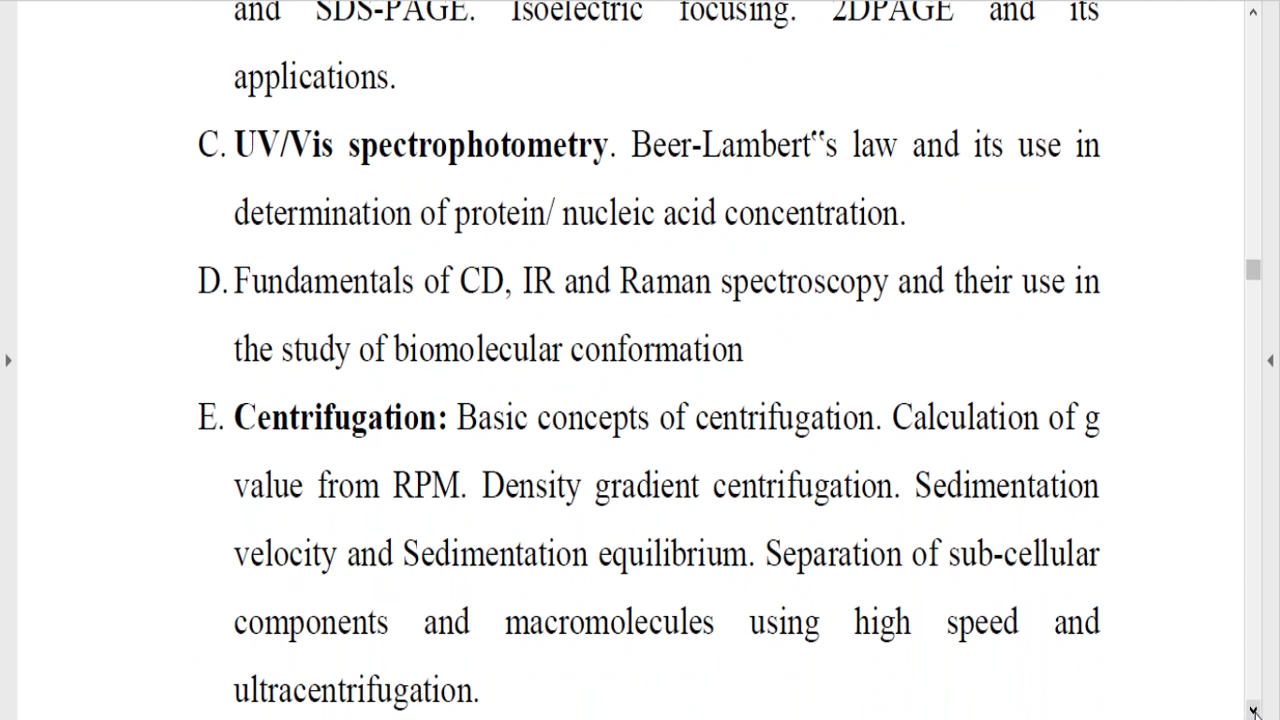 and SDS-PAGE. Isoelectric focusing. 2DPAGE and its
applications.
C. UV/Vis spectrophotometry. Beer-Lambert‟s law and its use in
determination of protein/ nucleic acid concentration.
D. Fundamentals of CD, IR and Raman spectroscopy and their use in
the study of biomolecular conformation
E. Centrifugation: Basic concepts of centrifugation. Calculation of g
value from RPM. Density gradient centrifugation. Sedimentation
velocity and Sedimentation equilibrium. Separation of sub-cellular
components and macromolecules using high speed and
ultracentrifugation.